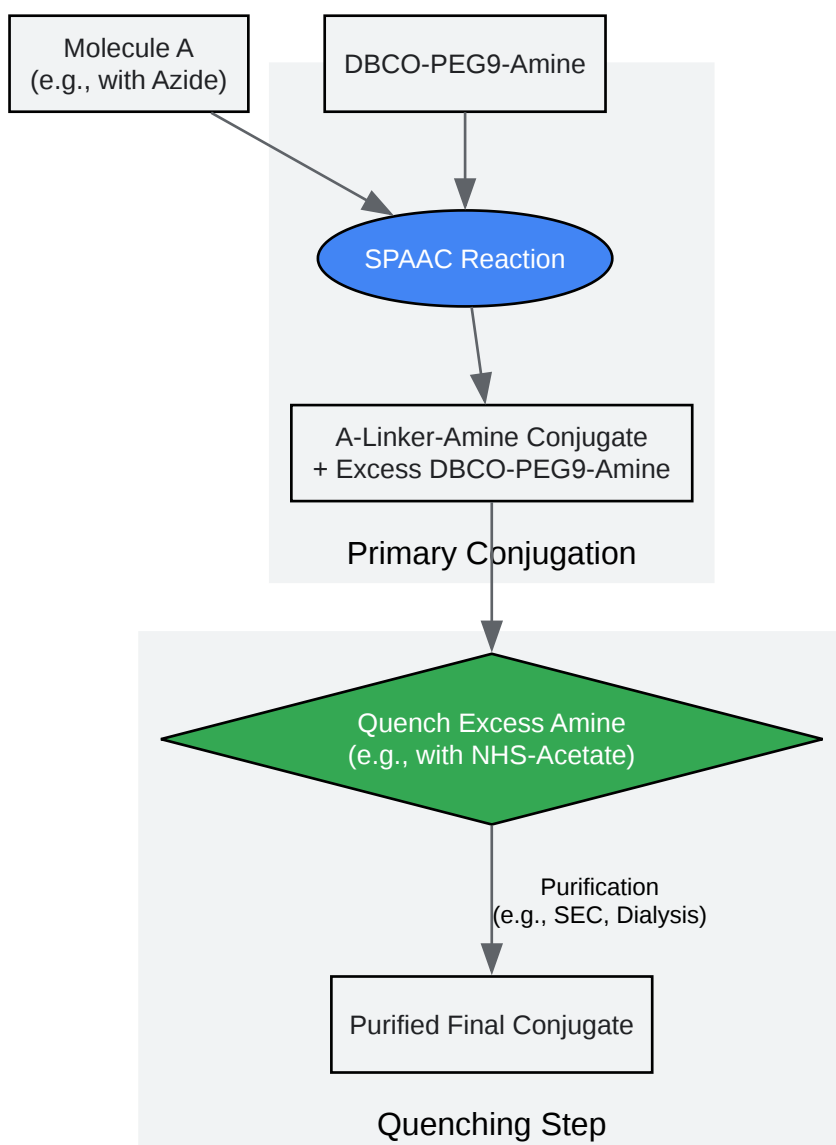 Molecule A
(e.g., with Azide)
DBCO-PEG9-Amine
SPAAC Reaction
A-Linker-Amine Conjugate
+ Excess DBCO-PEG9-Amine
Primary Conjugation
Quench Excess Amine
(e.g., with NHS-Acetate)
Purification
(e.g., SEC, Dialysis)
Purified Final Conjugate
Quenching Step